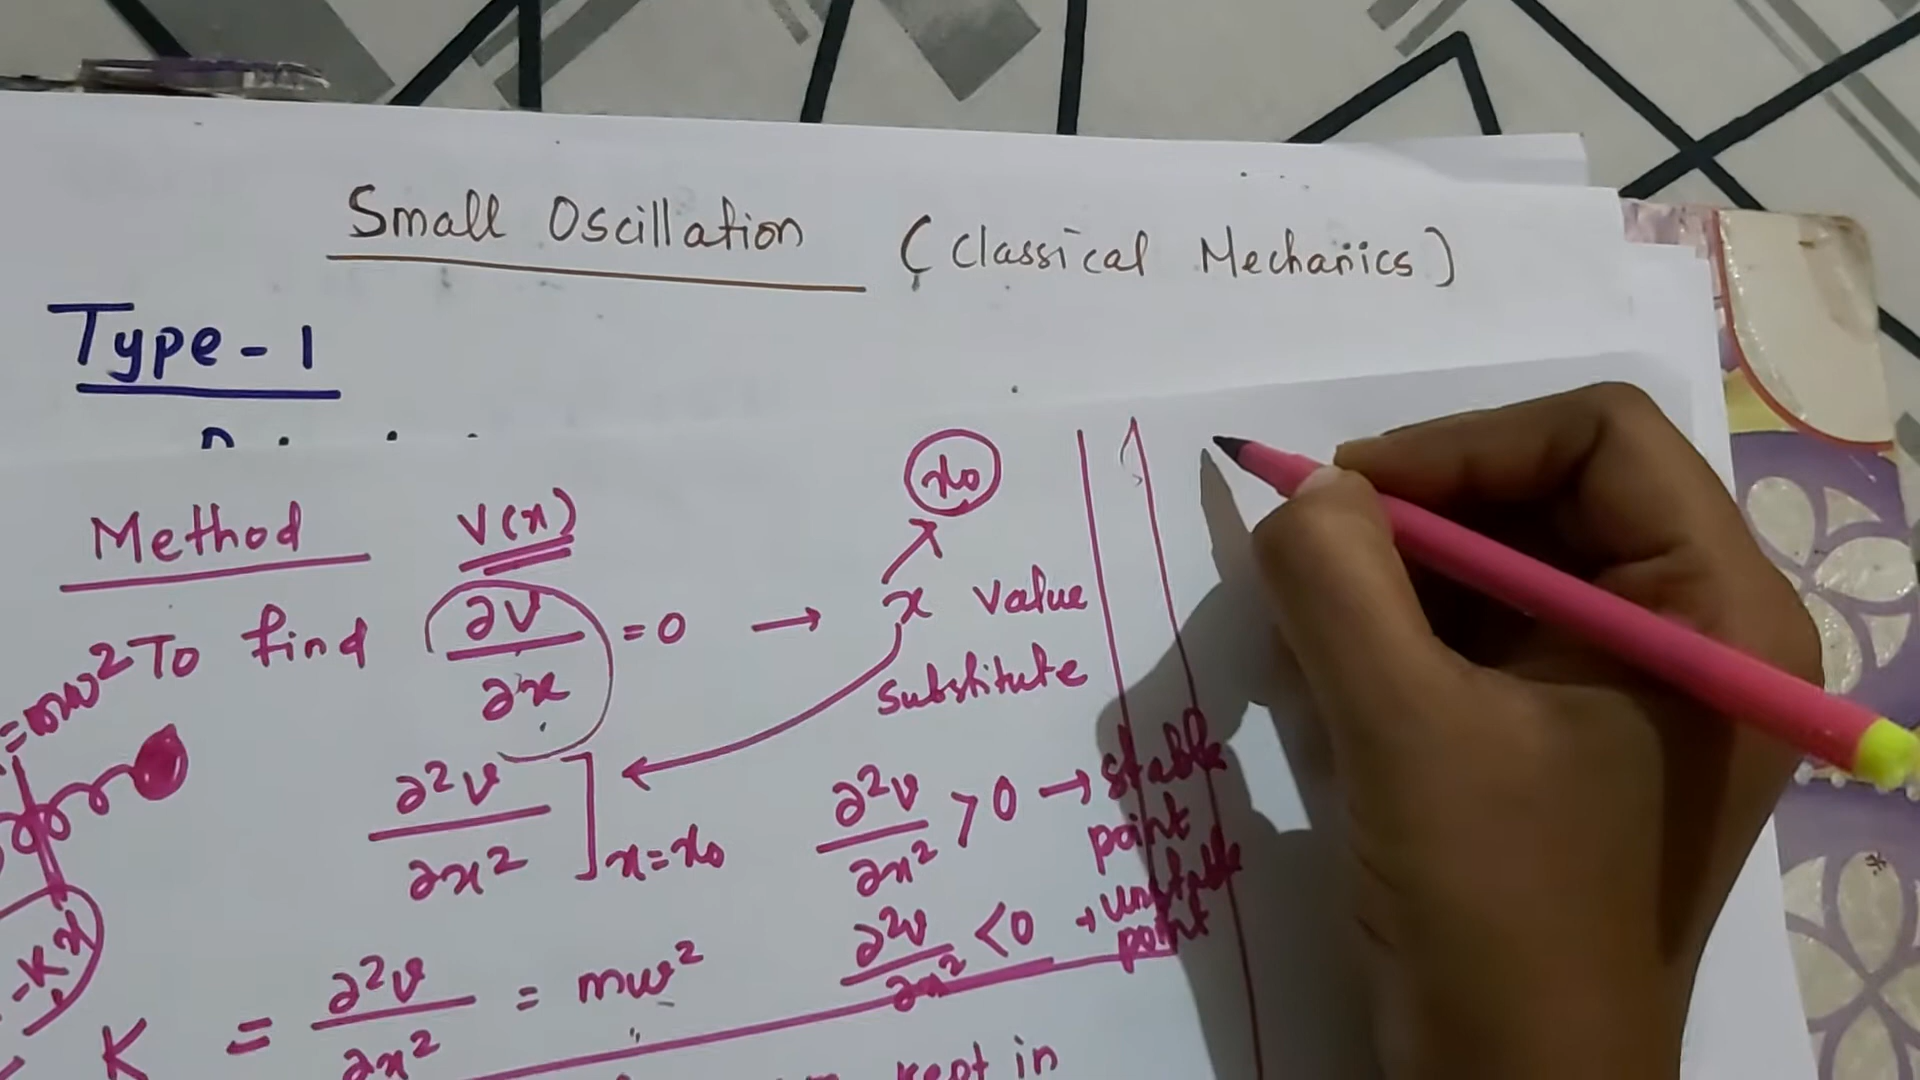 Small Oscillation (Classical Mechanics)
Type - 1
Method V(x)
x₀
To find ∂V/∂x = 0 → x value
substitute
= mω²
∂²V/∂x² ]x=x₀
∂²V/∂x² > 0 → stable point
∂²V/∂x² < 0 → unstable point
-Kx
K = ∂²V/∂x² = mω²
kept in